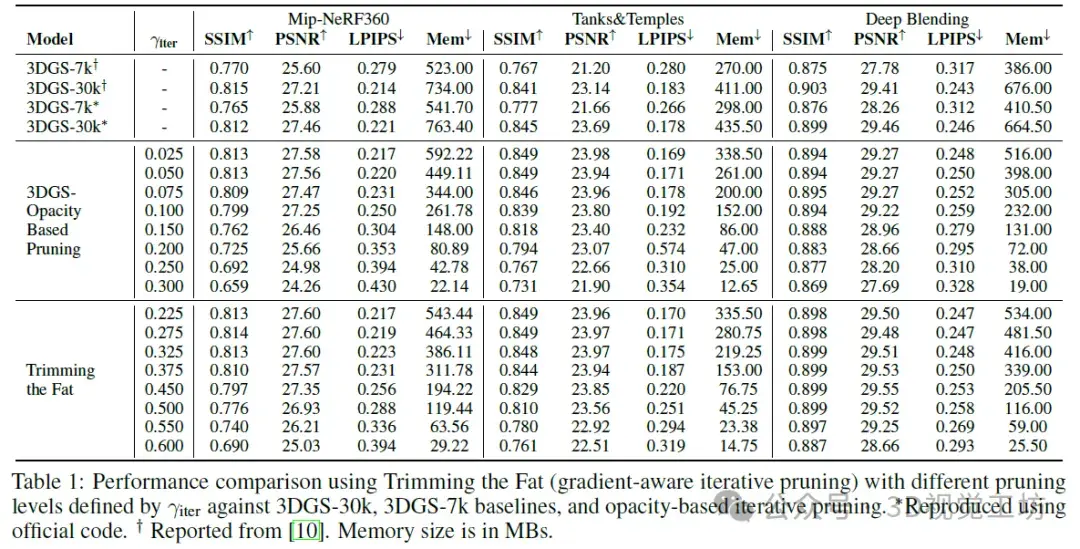 Mip-NeRF360 Tanks&Temples Deep Blending
Model γiter SSIM↑ PSNR↑ LPIPS↓ Mem↓ SSIM↑ PSNR↑ LPIPS↓ Mem↓ SSIM↑ PSNR↑ LPIPS↓ Mem↓
3DGS-7k† - 0.770 25.60 0.279 523.00 0.767 21.20 0.280 270.00 0.875 27.78 0.317 386.00
3DGS-30k† - 0.815 27.21 0.214 734.00 0.841 23.14 0.183 411.00 0.903 29.41 0.243 676.00
3DGS-7k* - 0.765 25.88 0.288 541.70 0.777 21.66 0.266 298.00 0.876 28.26 0.312 410.50
3DGS-30k* - 0.812 27.46 0.221 763.40 0.845 23.69 0.178 435.50 0.899 29.46 0.246 664.50
0.025 0.813 27.58 0.217 592.22 0.849 23.98 0.169 338.50 0.894 29.27 0.248 516.00
0.050 0.813 27.56 0.220 449.11 0.849 23.94 0.171 261.00 0.894 29.27 0.250 398.00
3DGS- 0.075 0.809 27.47 0.231 344.00 0.846 23.96 0.178 200.00 0.895 29.27 0.252 305.00
Opacity 0.100 0.799 27.25 0.250 261.78 0.839 23.80 0.192 152.00 0.894 29.22 0.259 232.00
Based 0.150 0.762 26.46 0.304 148.00 0.818 23.40 0.232 86.00 0.888 28.96 0.279 131.00
Pruning 0.200 0.725 25.66 0.353 80.89 0.794 23.07 0.574 47.00 0.883 28.66 0.295 72.00
0.250 0.692 24.98 0.394 42.78 0.767 22.66 0.310 25.00 0.877 28.20 0.310 38.00
0.300 0.659 24.26 0.430 22.14 0.731 21.90 0.354 12.65 0.869 27.69 0.328 19.00
0.225 0.813 27.60 0.217 543.44 0.849 23.96 0.170 335.50 0.898 29.50 0.247 534.00
0.275 0.814 27.60 0.219 464.33 0.849 23.97 0.171 280.75 0.898 29.48 0.247 481.50
0.325 0.813 27.60 0.223 386.11 0.848 23.97 0.175 219.25 0.899 29.51 0.248 416.00
Trimming 0.375 0.810 27.57 0.231 311.78 0.844 23.94 0.187 153.00 0.899 29.53 0.250 339.00
the Fat 0.450 0.797 27.35 0.256 194.22 0.829 23.85 0.220 76.75 0.899 29.55 0.253 205.50
0.500 0.776 26.93 0.288 119.44 0.810 23.56 0.251 45.25 0.899 29.52 0.258 116.00
0.550 0.740 26.21 0.336 63.56 0.780 22.92 0.294 23.38 0.897 29.25 0.269 59.00
0.600 0.690 25.03 0.394 29.22 0.761 22.51 0.319 14.75 0.887 28.66 0.293 25.50
Table 1: Performance comparison using Trimming the Fat (gradient-aware iterative pruning) with different pruning
levels defined by γiter against 3DGS-30k, 3DGS-7k baselines, and opacity-based iterative pruning. *Reproduced using
official code. † Reported from [10]. Memory size is in MBs.
公众号 · 3D视觉工坊